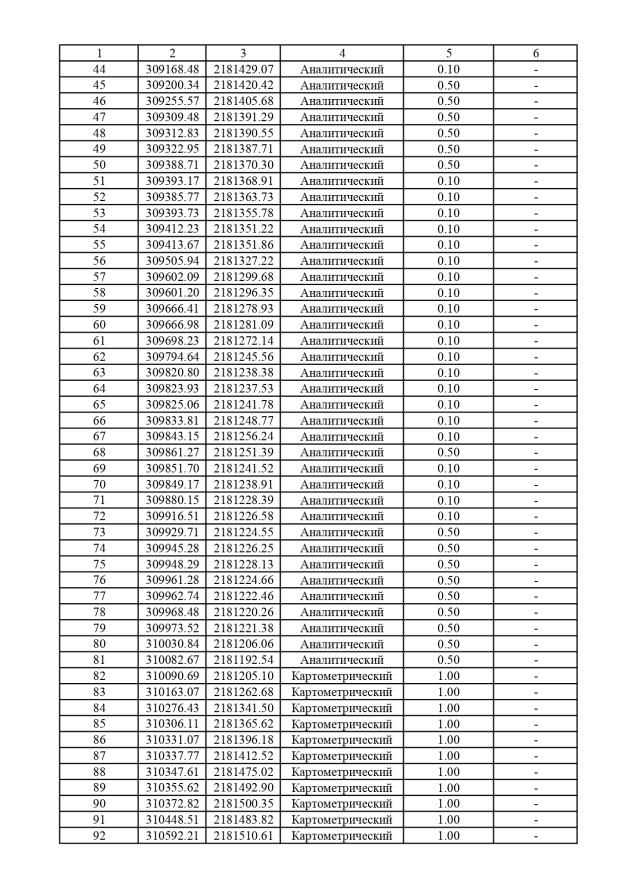 1 2 3 4 5 6
44 309168.48 2181429.07 Аналитический 0.10 -
45 309200.34 2181420.42 Аналитический 0.50 -
46 309255.57 2181405.68 Аналитический 0.50 -
47 309309.48 2181391.29 Аналитический 0.50 -
48 309312.83 2181390.55 Аналитический 0.50 -
49 309322.95 2181387.71 Аналитический 0.50 -
50 309388.71 2181370.30 Аналитический 0.50 -
51 309393.17 2181368.91 Аналитический 0.10 -
52 309385.77 2181363.73 Аналитический 0.10 -
53 309393.73 2181355.78 Аналитический 0.10 -
54 309412.23 2181351.22 Аналитический 0.10 -
55 309413.67 2181351.86 Аналитический 0.10 -
56 309505.94 2181327.22 Аналитический 0.10 -
57 309602.09 2181299.68 Аналитический 0.10 -
58 309601.20 2181296.35 Аналитический 0.10 -
59 309666.41 2181278.93 Аналитический 0.10 -
60 309666.98 2181281.09 Аналитический 0.10 -
61 309698.23 2181272.14 Аналитический 0.10 -
62 309794.64 2181245.56 Аналитический 0.10 -
63 309820.80 2181238.38 Аналитический 0.10 -
64 309823.93 2181237.53 Аналитический 0.10 -
65 309825.06 2181241.78 Аналитический 0.10 -
66 309833.81 2181248.77 Аналитический 0.10 -
67 309843.15 2181256.24 Аналитический 0.10 -
68 309861.27 2181251.39 Аналитический 0.50 -
69 309851.70 2181241.52 Аналитический 0.10 -
70 309849.17 2181238.91 Аналитический 0.10 -
71 309880.15 2181228.39 Аналитический 0.10 -
72 309916.51 2181226.58 Аналитический 0.10 -
73 309929.71 2181224.55 Аналитический 0.50 -
74 309945.28 2181226.25 Аналитический 0.50 -
75 309948.29 2181228.13 Аналитический 0.50 -
76 309961.28 2181224.66 Аналитический 0.50 -
77 309962.74 2181222.46 Аналитический 0.50 -
78 309968.48 2181220.26 Аналитический 0.50 -
79 309973.52 2181221.38 Аналитический 0.50 -
80 310030.84 2181206.06 Аналитический 0.50 -
81 310082.67 2181192.54 Аналитический 0.50 -
82 310090.69 2181205.10 Картометрический 1.00 -
83 310163.07 2181262.68 Картометрический 1.00 -
84 310276.43 2181341.50 Картометрический 1.00 -
85 310306.11 2181365.62 Картометрический 1.00 -
86 310331.07 2181396.18 Картометрический 1.00 -
87 310337.77 2181412.52 Картометрический 1.00 -
88 310347.61 2181475.02 Картометрический 1.00 -
89 310355.62 2181492.90 Картометрический 1.00 -
90 310372.82 2181500.35 Картометрический 1.00 -
91 310448.51 2181483.82 Картометрический 1.00 -
92 310592.21 2181510.61 Картометрический 1.00 -